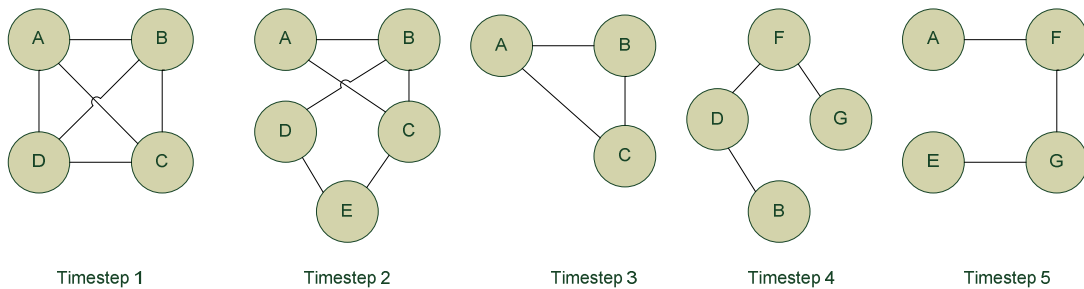 A B A B A B F A F
D C D C E C D G B E G
Timestep 1 Timestep 2 Timestep 3 Timestep 4 Timestep 5